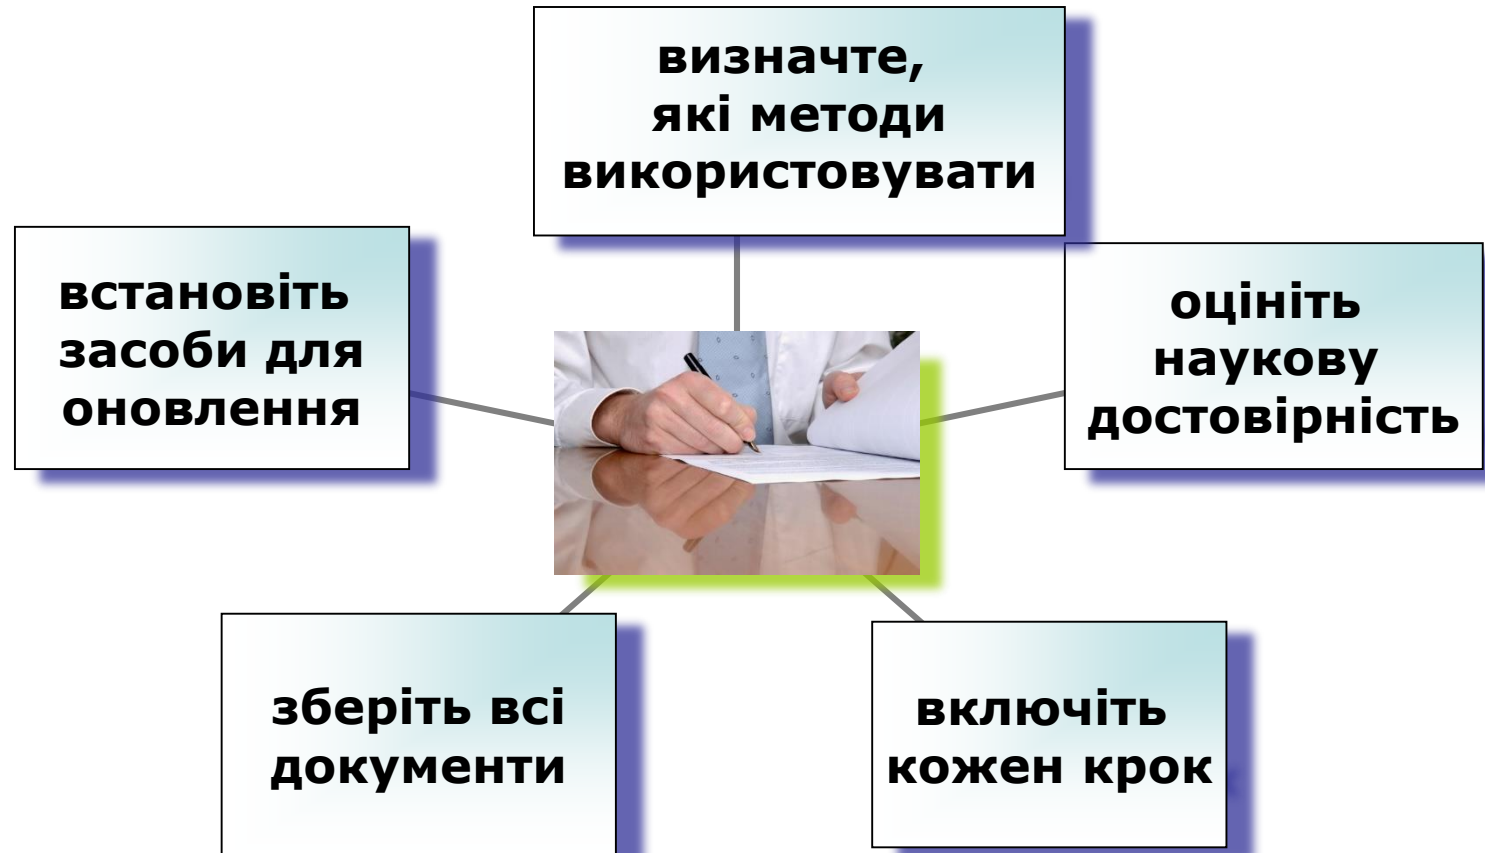 визначте,
які методи
використовувати
встановіть
засоби для
оновлення
оцініть
наукову
достовірність
зберіть всі
документи
включіть
кожен крок